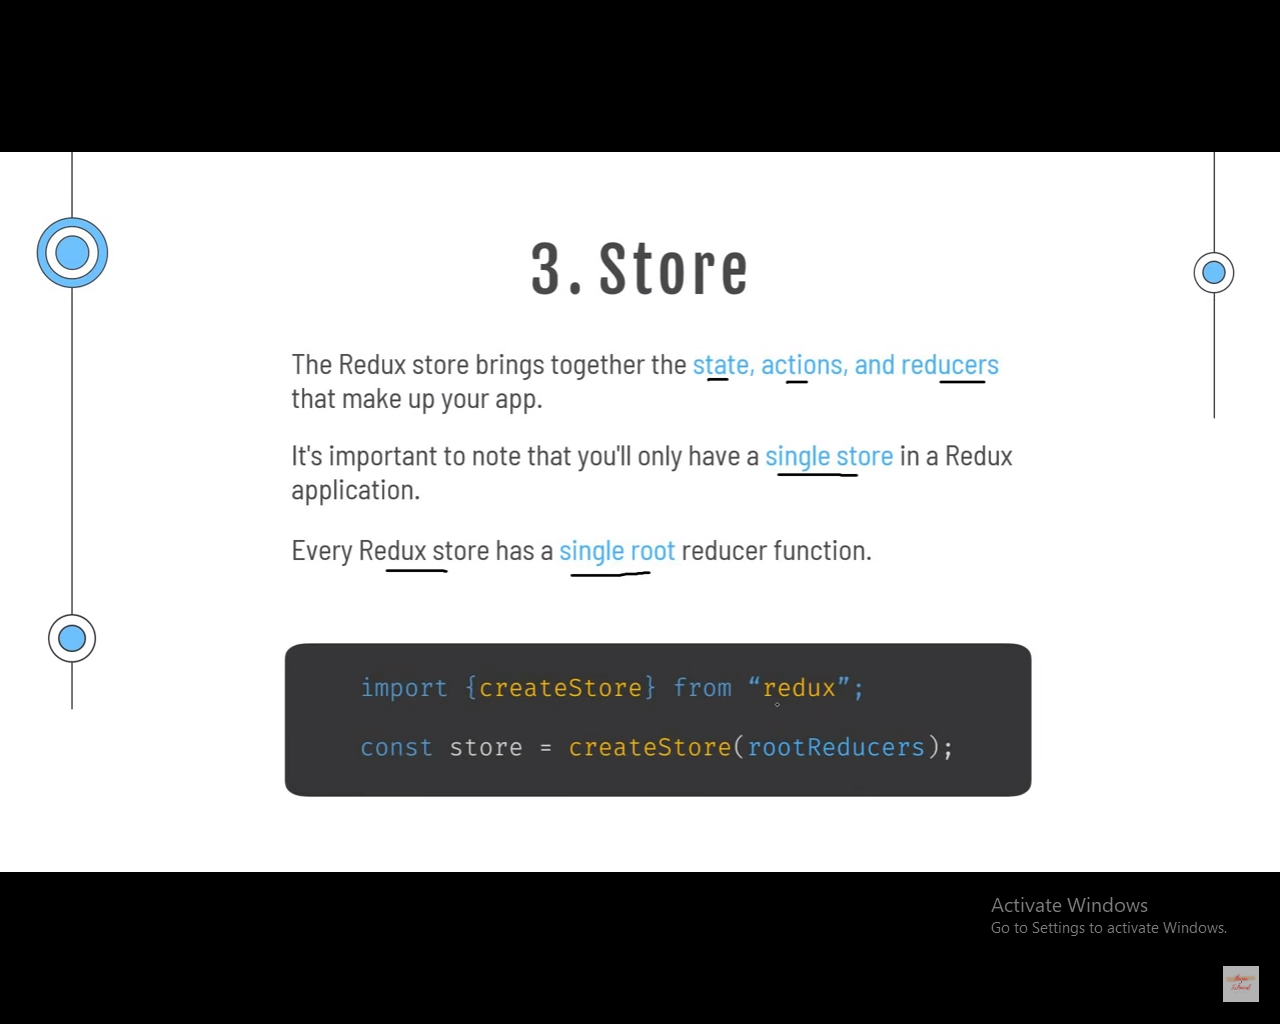 3. Store
The Redux store brings together the state, actions, and reducers
that make up your app.
It's important to note that you'll only have a single store in a Redux
application.
Every Redux store has a single root reducer function.
import {createStore} from “redux”;
const store = createStore(rootReducers);
Activate Windows
Go to Settings to activate Windows.